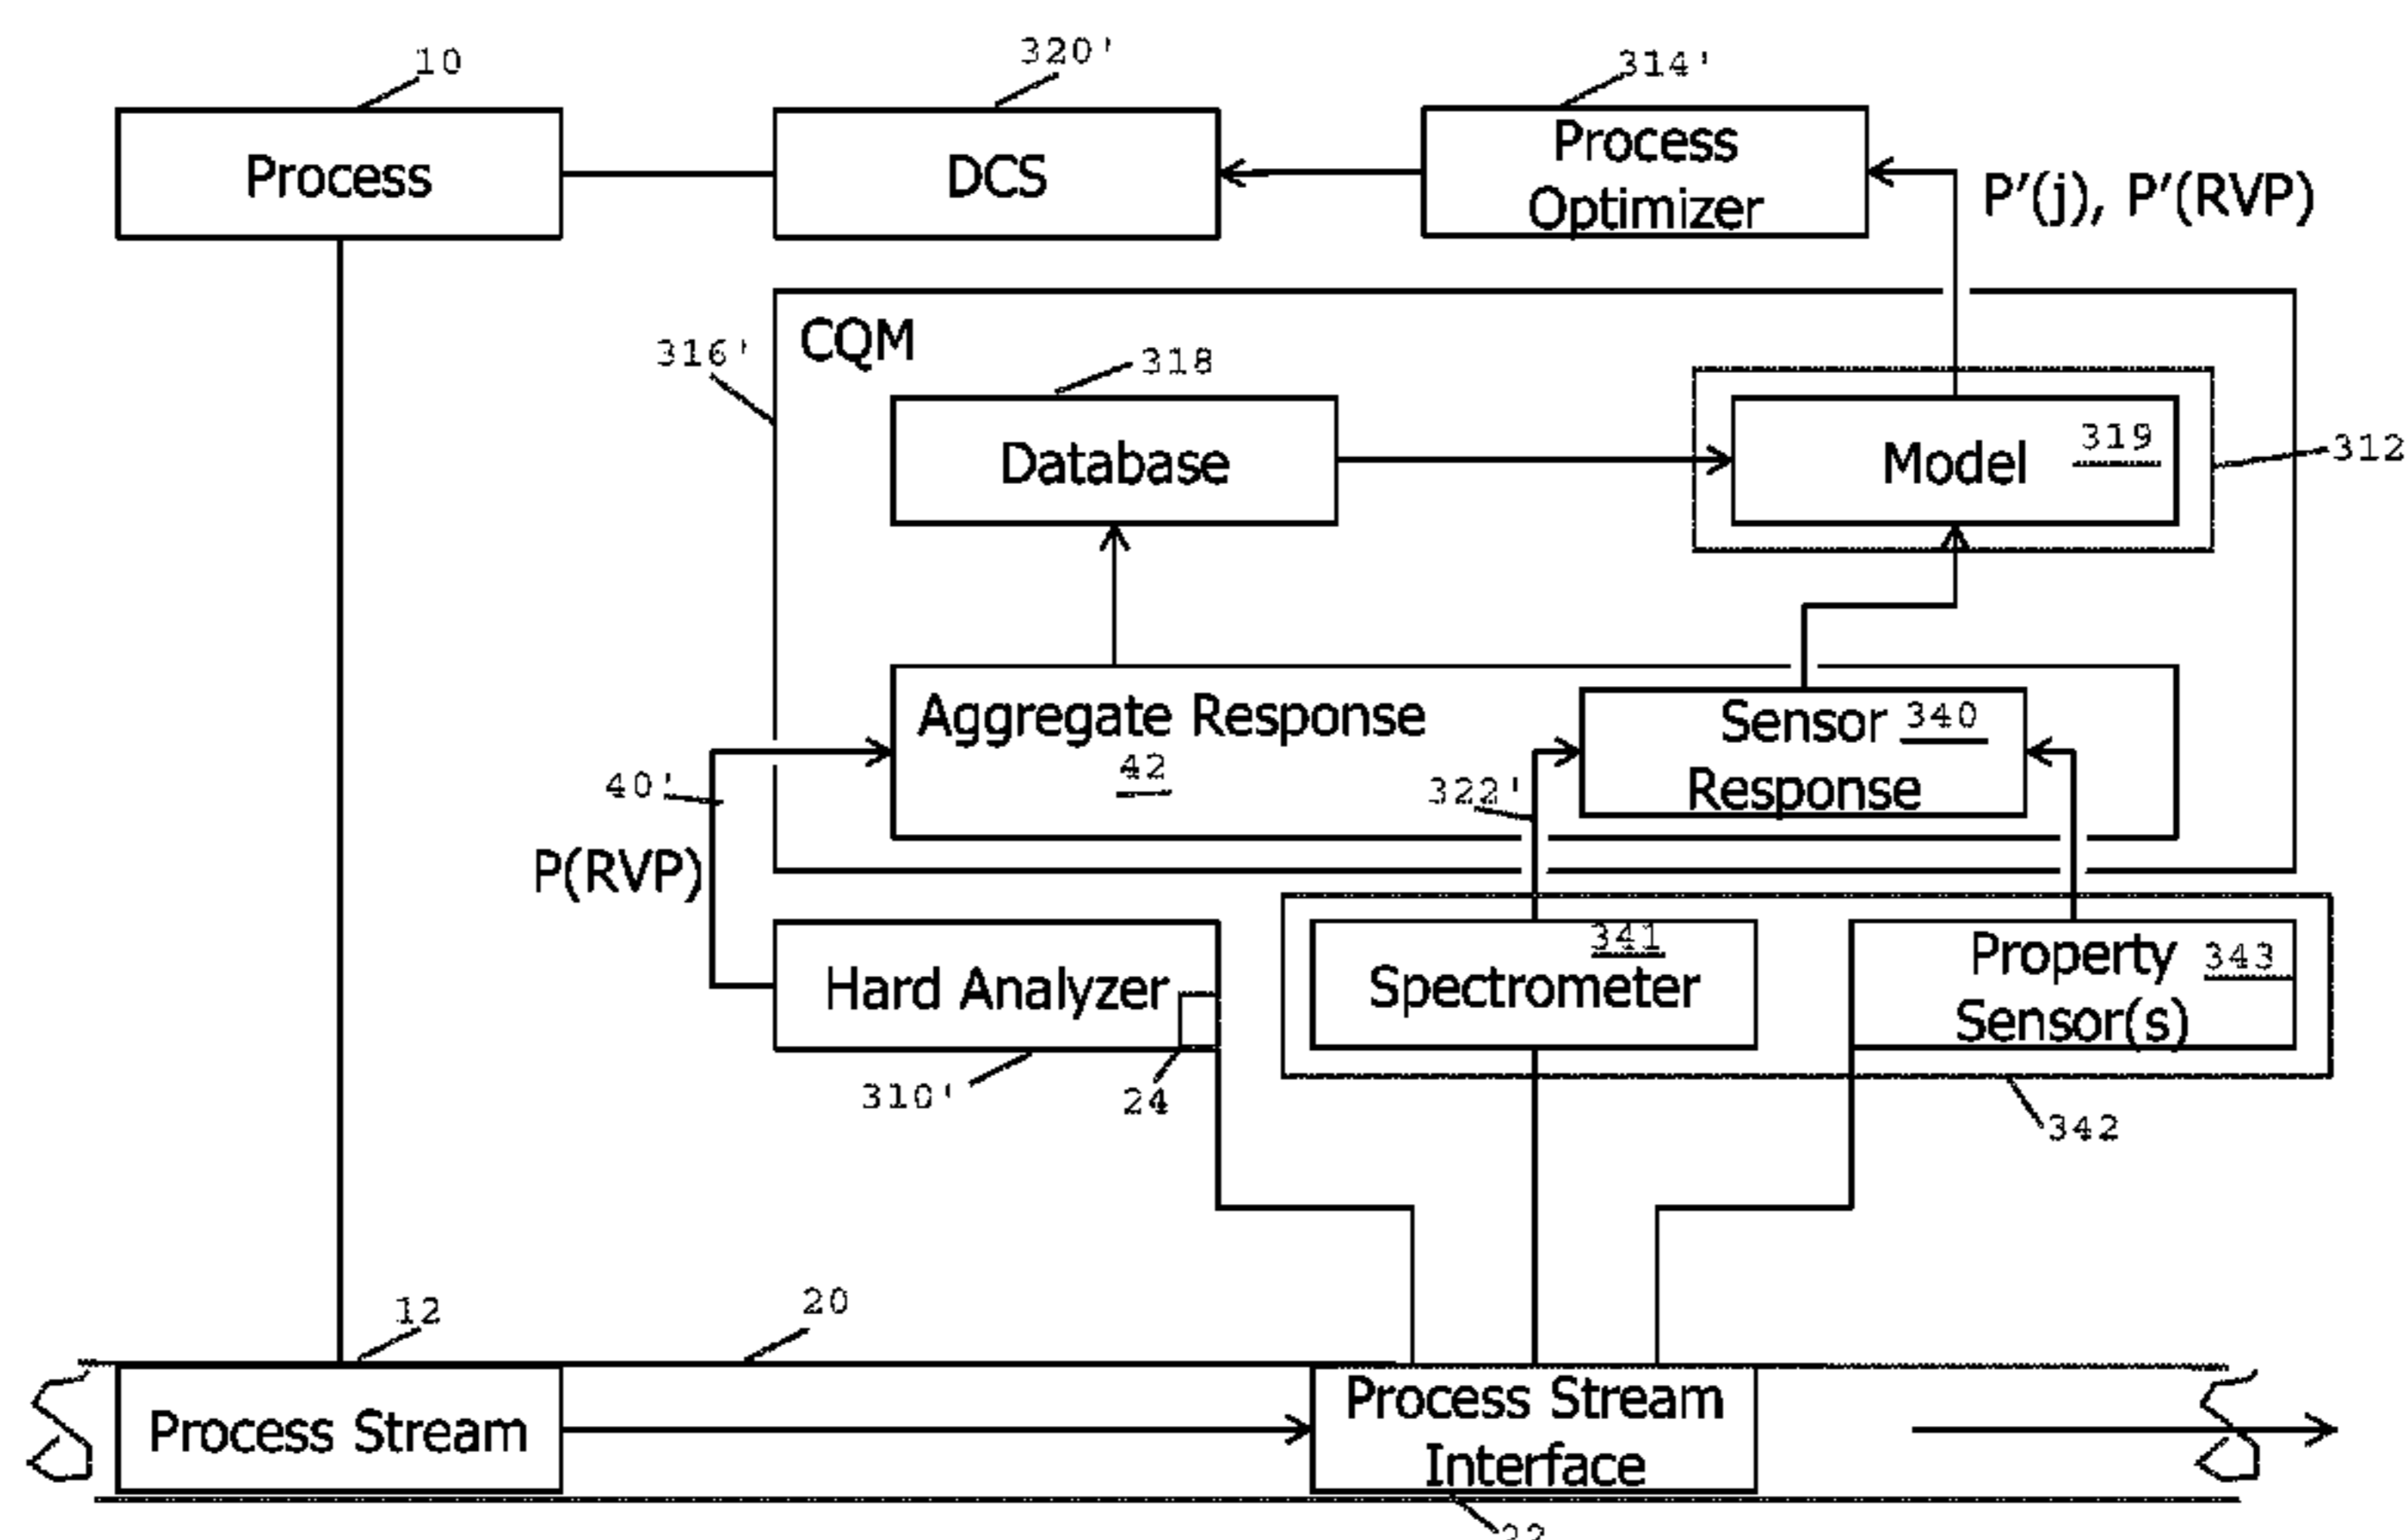 10
320'
314'
Process
DCS
Process
Optimizer
P'(j), P'(RVP)
CQM
316'
318
Database
Model
319
312
Aggregate Response
42
Sensor
340
Response
40'
322'
P(RVP)
Hard Analyzer
341
Spectrometer
Property
343
Sensor(s)
310'
24
342
12
20
Process Stream
Process Stream
Interface